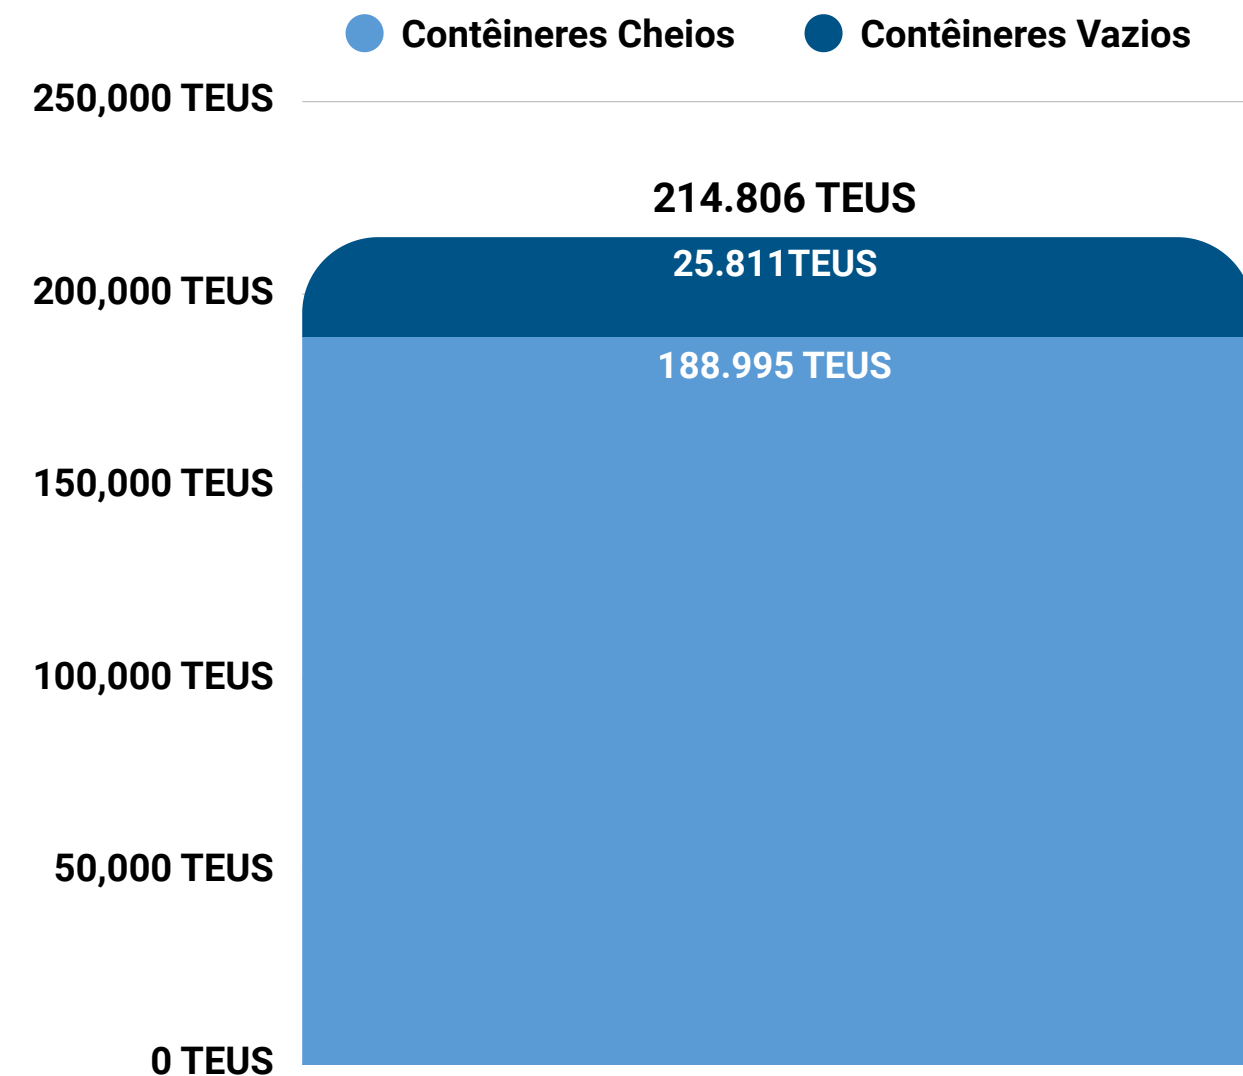 Contêineres Cheios
Contêineres Vazios
250,000 TEUS
214.806 TEUS
25.811TEUS
200,000 TEUS
188.995 TEUS
150,000 TEUS
100,000 TEUS
50,000 TEUS
0 TEUS